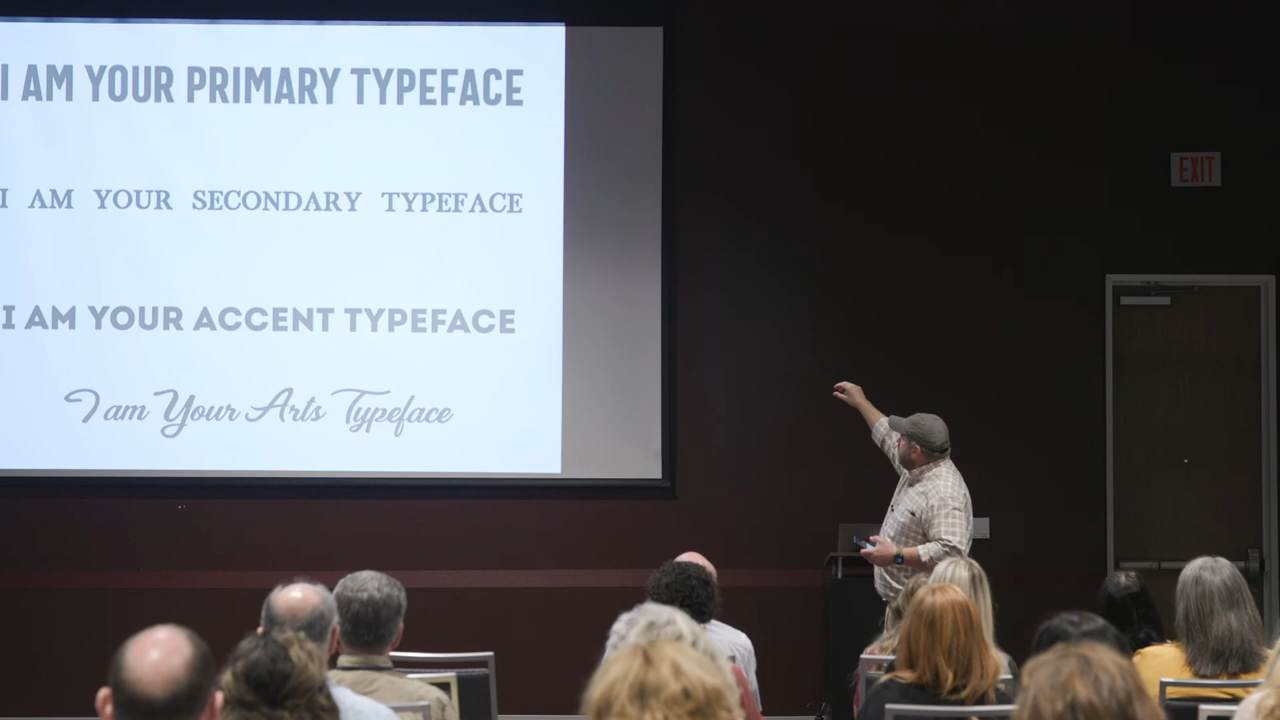 I AM YOUR PRIMARY TYPEFACE
I AM YOUR SECONDARY TYPEFACE
I AM YOUR ACCENT TYPEFACE
I am Your Arts Typeface
EXIT